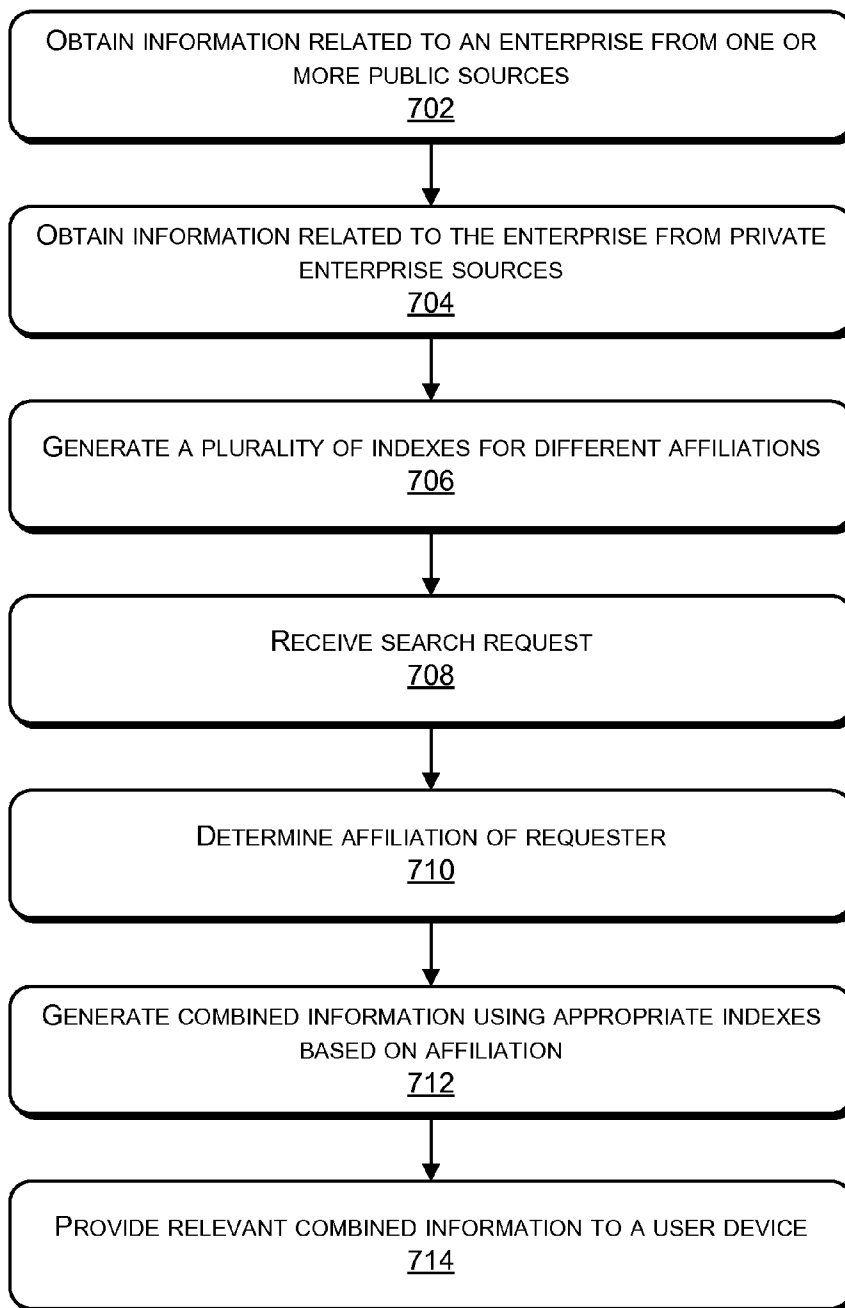 OBTAIN INFORMATION RELATED TO AN ENTERPRISE FROM ONE OR
MORE PUBLIC SOURCES
702
OBTAIN INFORMATION RELATED TO THE ENTERPRISE FROM PRIVATE
ENTERPRISE SOURCES
704
GENERATE A PLURALITY OF INDEXES FOR DIFFERENT AFFILIATIONS
706
RECEIVE SEARCH REQUEST
708
DETERMINE AFFILIATION OF REQUESTER
710
GENERATE COMBINED INFORMATION USING APPROPRIATE INDEXES
BASED ON AFFILIATION
712
PROVIDE RELEVANT COMBINED INFORMATION TO A USER DEVICE
714